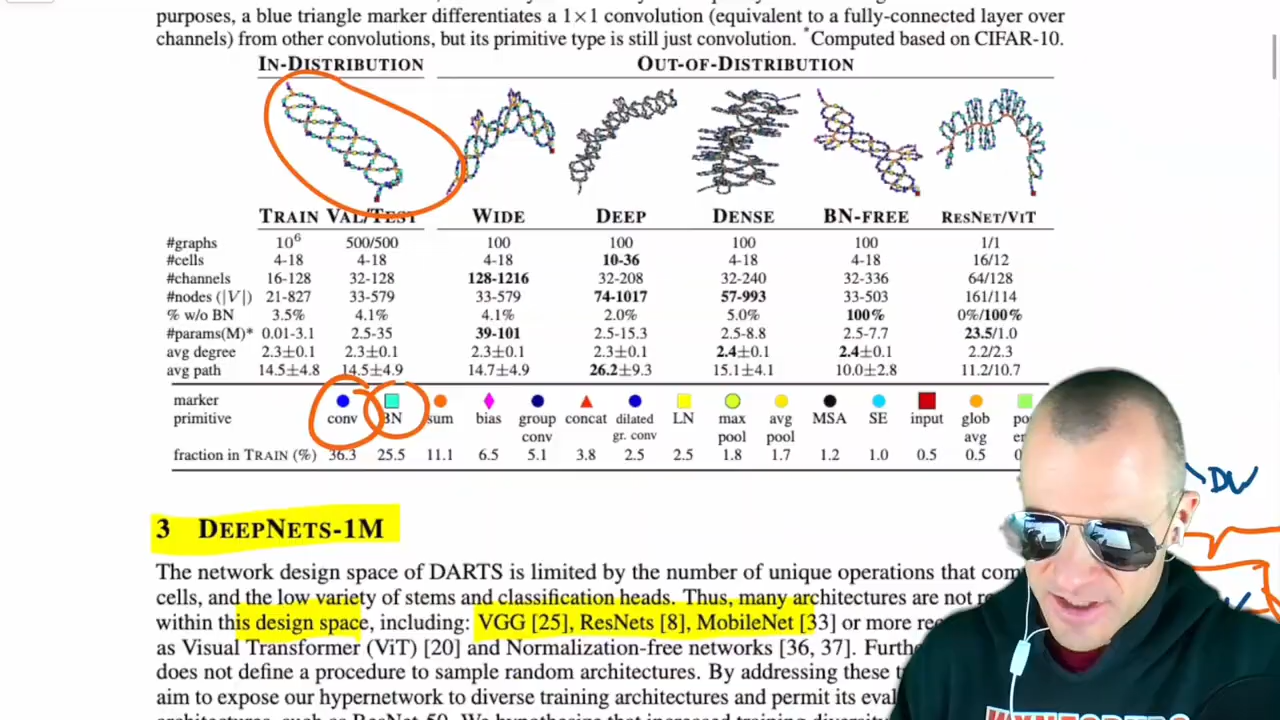 purposes, a blue triangle marker differentiates a 1×1 convolution (equivalent to a fully-connected layer over
channels) from other convolutions, but its primitive type is still just convolution. *Computed based on CIFAR-10.
IN-DISTRIBUTION OUT-OF-DISTRIBUTION
TRAIN VAL/TEST WIDE DEEP DENSE BN-FREE RESNET/VIT
#graphs 10⁶ 500/500 100 100 100 100 1/1
#cells 4-18 4-18 4-18 10-36 4-18 4-18 16/12
#channels 16-128 32-128 128-1216 32-208 32-240 32-336 64/128
#nodes (|V|) 21-827 33-579 33-579 74-1017 57-993 33-503 161/114
% w/o BN 3.5% 4.1% 4.1% 2.0% 5.0% 100% 0%/100%
#params(M)* 0.01-3.1 2.5-35 39-101 2.5-15.3 2.5-8.8 2.5-7.7 23.5/1.0
avg degree 2.3±0.1 2.3±0.1 2.3±0.1 2.3±0.1 2.4±0.1 2.4±0.1 2.2/2.3
avg path 14.5±4.8 14.5±4.9 14.7±4.9 26.2±9.3 15.1±4.1 10.0±2.8 11.2/10.7
marker
primitive conv BN sum bias group conv concat dilated gr. conv LN max pool avg pool MSA SE input glob avg
fraction in TRAIN (%) 36.3 25.5 11.1 6.5 5.1 3.8 2.5 2.5 1.8 1.7 1.2 1.0 0.5 0.5
DW
3 DEEPNETS-1M
The network design space of DARTS is limited by the number of unique operations that
cells, and the low variety of stems and classification heads. Thus, many architectures are not
within this design space, including: VGG [25], ResNets [8], MobileNet [33] or more
as Visual Transformer (ViT) [20] and Normalization-free networks [36, 37].
does not define a procedure to sample random architectures. By addressing these
aim to expose our hypernetwork to diverse training architectures and permit its